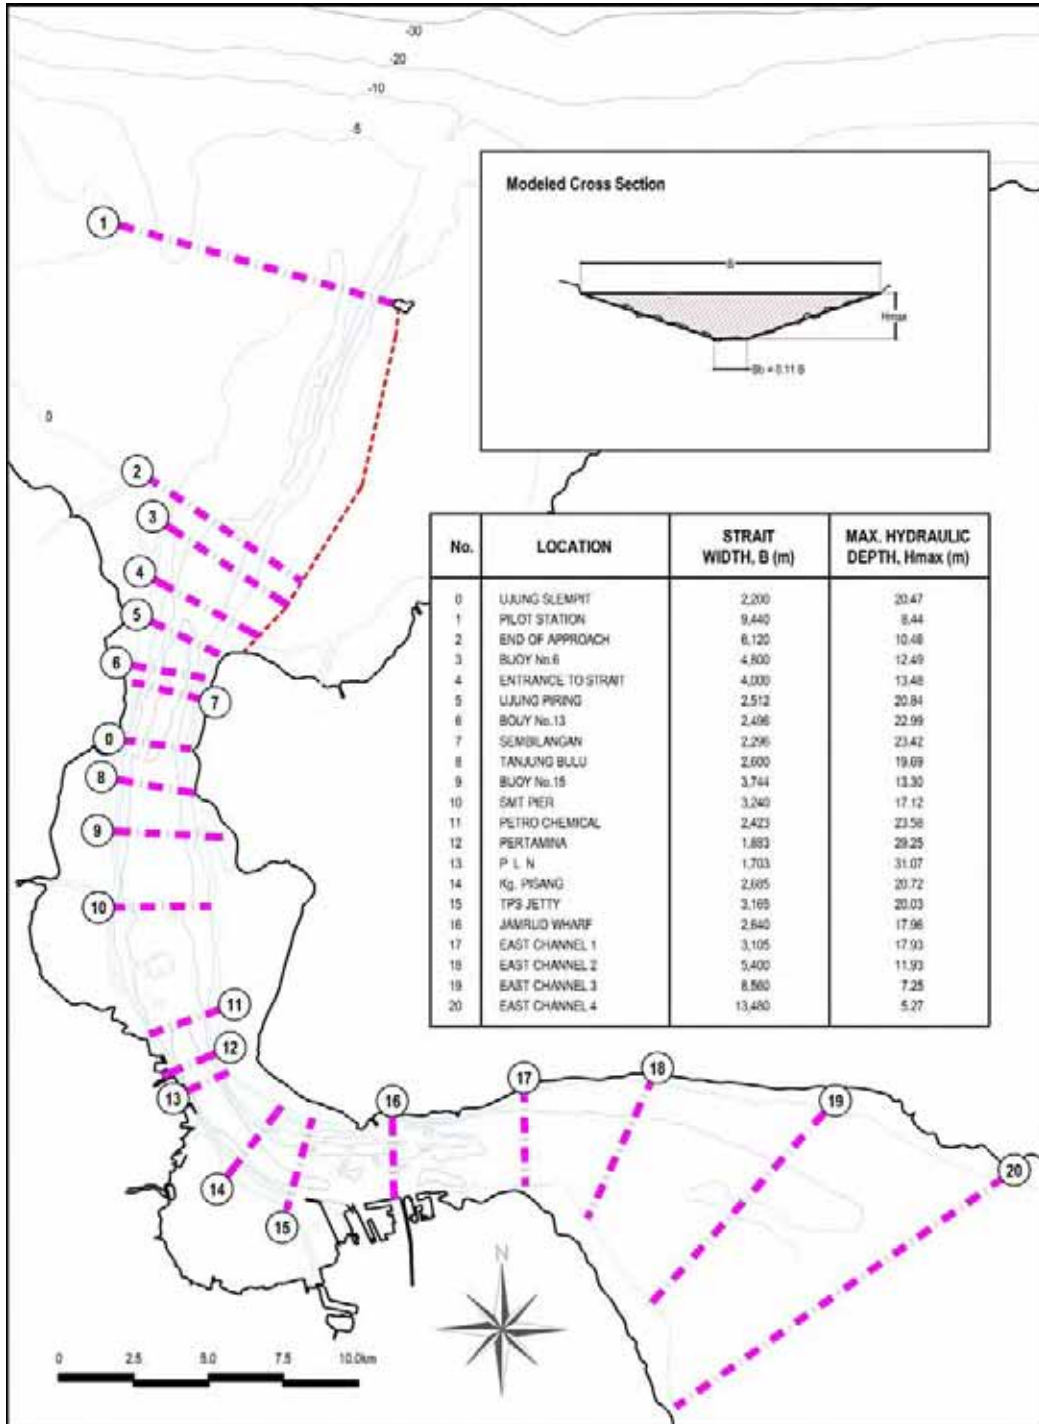 -30
-20
-10
-5
Modeled Cross Section
B
Hmax
Bb = 0.11 B
0
1
2
3
4
5
6
7
0
8
9
10
11
12
13
14
15
16
17
18
19
20
No. LOCATION STRAIT WIDTH, B (m) MAX. HYDRAULIC DEPTH, Hmax (m)
0 UJUNG SLEMPIT 2,200 20.47
1 PILOT STATION 9,440 8.44
2 END OF APPROACH 6,120 10.48
3 BUOY No.6 4,800 12.49
4 ENTRANCE TO STRAIT 4,000 13.48
5 UJUNG PIRING 2,512 20.84
6 BOUY No.13 2,496 22.99
7 SEMBILANGAN 2,296 23.42
8 TANJUNG BULU 2,600 19.69
9 BUOY No.15 3,744 13.30
10 SMT PIER 3,240 17.12
11 PETRO CHEMICAL 2,423 23.58
12 PERTAMINA 1,883 29.25
13 P L N 1,703 31.07
14 Kg. PISANG 2,685 20.72
15 TPS JETTY 3,165 20.03
16 JAMRUD WHARF 2,640 17.96
17 EAST CHANNEL 1 3,105 17.93
18 EAST CHANNEL 2 5,400 11.93
19 EAST CHANNEL 3 8,560 7.25
20 EAST CHANNEL 4 13,480 5.27
N
0 2.5 5.0 7.5 10.0km